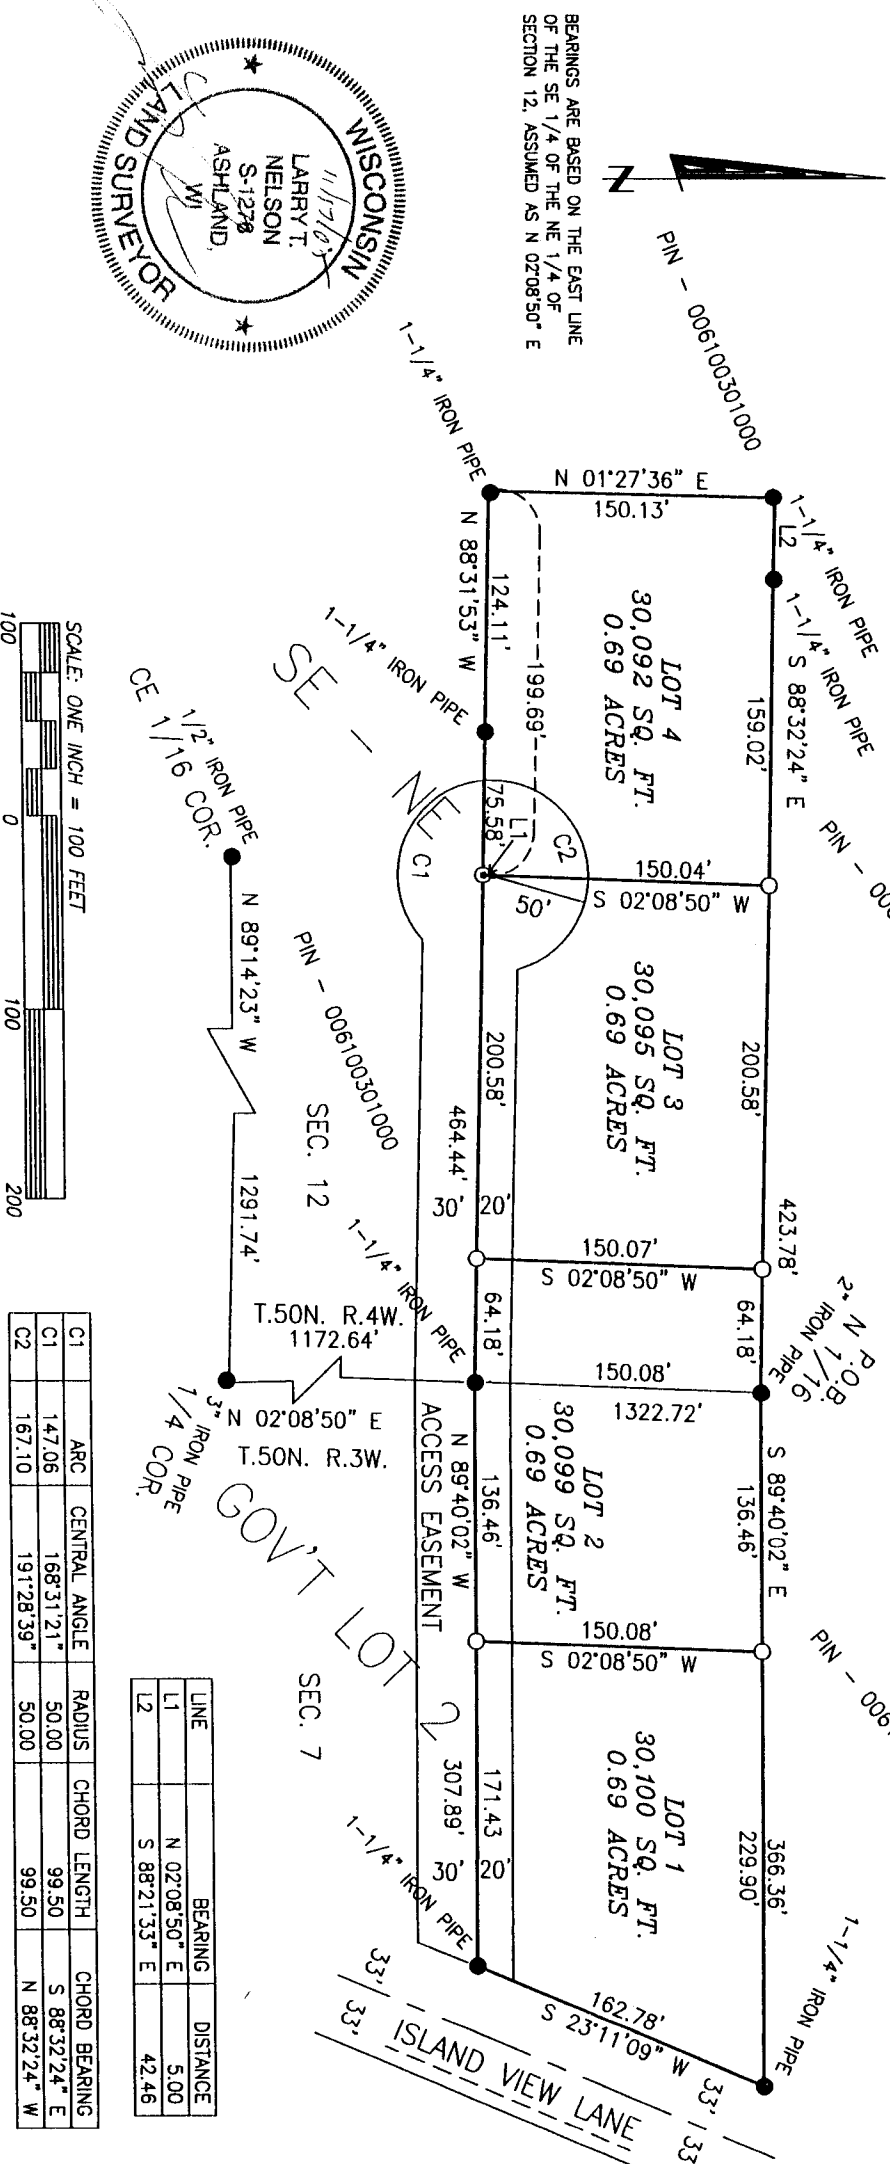 BEARINGS ARE BASED ON THE EAST LINE
OF THE SE 1/4 OF THE NE 1/4 OF
SECTION 12, ASSUMED AS N 02°08'50" E
N
WISCONSIN
LAND SURVEYOR
LARRY T.
NELSON
S-1278
ASHLAND,
WI
PIN - 006100301000
1-1/4" IRON PIPE
N 01°27'36" E
150.13'
1-1/4" IRON PIPE
L2
1-1/4" IRON PIPE
S 88°32'24" E
159.02'
LOT 4
30,092 SQ. FT.
0.69 ACRES
199.69'
124.11'
N 88°31'53" W
1-1/4" IRON PIPE
75.58'
L1
C2
C1
50'
150.04'
S 02°08'50" W
SE - NE
LOT 3
30,095 SQ. FT.
0.69 ACRES
200.58'
200.58'
464.44'
30'
20'
423.78'
150.07'
S 02°08'50" W
64.18'
64.18'
P.O.B.
N 1/16
2" IRON PIPE
1-1/4" IRON PIPE
150.08'
1322.72'
S 89°40'02" E
136.46'
LOT 2
30,099 SQ. FT.
0.69 ACRES
136.46'
N 89°40'02" W
ACCESS EASEMENT
150.08'
S 02°08'50" W
LOT 1
30,100 SQ. FT.
0.69 ACRES
366.36'
229.90'
171.43
307.89'
30'
20'
1-1/4" IRON PIPE
1-1/4" IRON PIPE
162.78'
S 23°11'09" W
33'
33'
33'
33
ISLAND VIEW LANE
1/2" IRON PIPE
CE 1/16 COR.
N 89°14'23" W
1291.74'
PIN - 006100301000
SEC. 12
T.50N. R.4W.
1172.64'
N 02°08'50" E
T.50N. R.3W.
3" IRON PIPE
1/4 COR.
GOV'T LOT 2
SEC. 7
SCALE: ONE INCH = 100 FEET
100 0 100 200
LINE BEARING DISTANCE
L1 N 02°08'50" E 5.00
L2 S 88°21'33" E 42.46
C1 ARC CENTRAL ANGLE RADIUS CHORD LENGTH CHORD BEARING
C1 147.06 168°31'21" 50.00 99.50 S 88°32'24" E
C2 167.10 191°28'39" 50.00 99.50 N 88°32'24" W